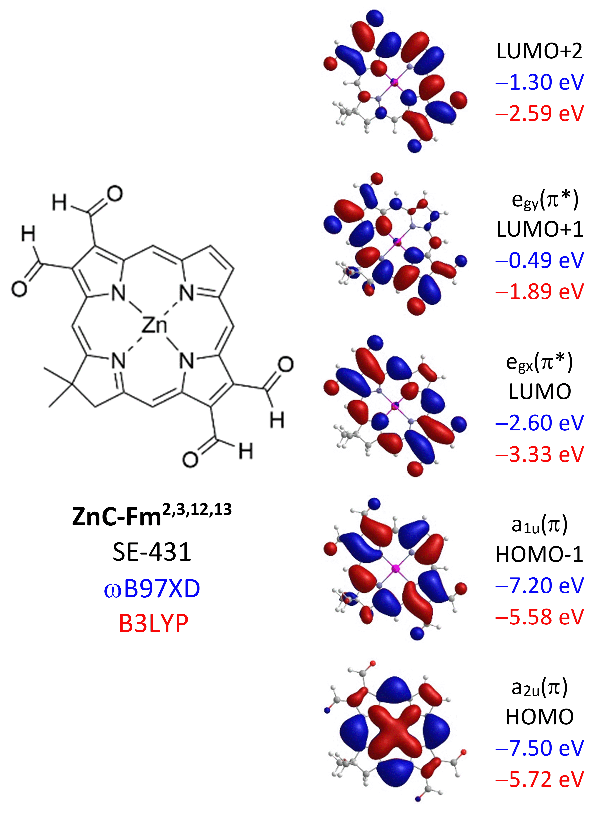 LUMO+2
−1.30 eV
−2.59 eV
egy(π*)
LUMO+1
−0.49 eV
−1.89 eV
H
O
H
O
N
N
Zn
N
N
O
H
O
H
egx(π*)
LUMO
−2.60 eV
−3.33 eV
ZnC-Fm2,3,12,13
SE-431
ωB97XD
B3LYP
a1u(π)
HOMO-1
−7.20 eV
−5.58 eV
a2u(π)
HOMO
−7.50 eV
−5.72 eV